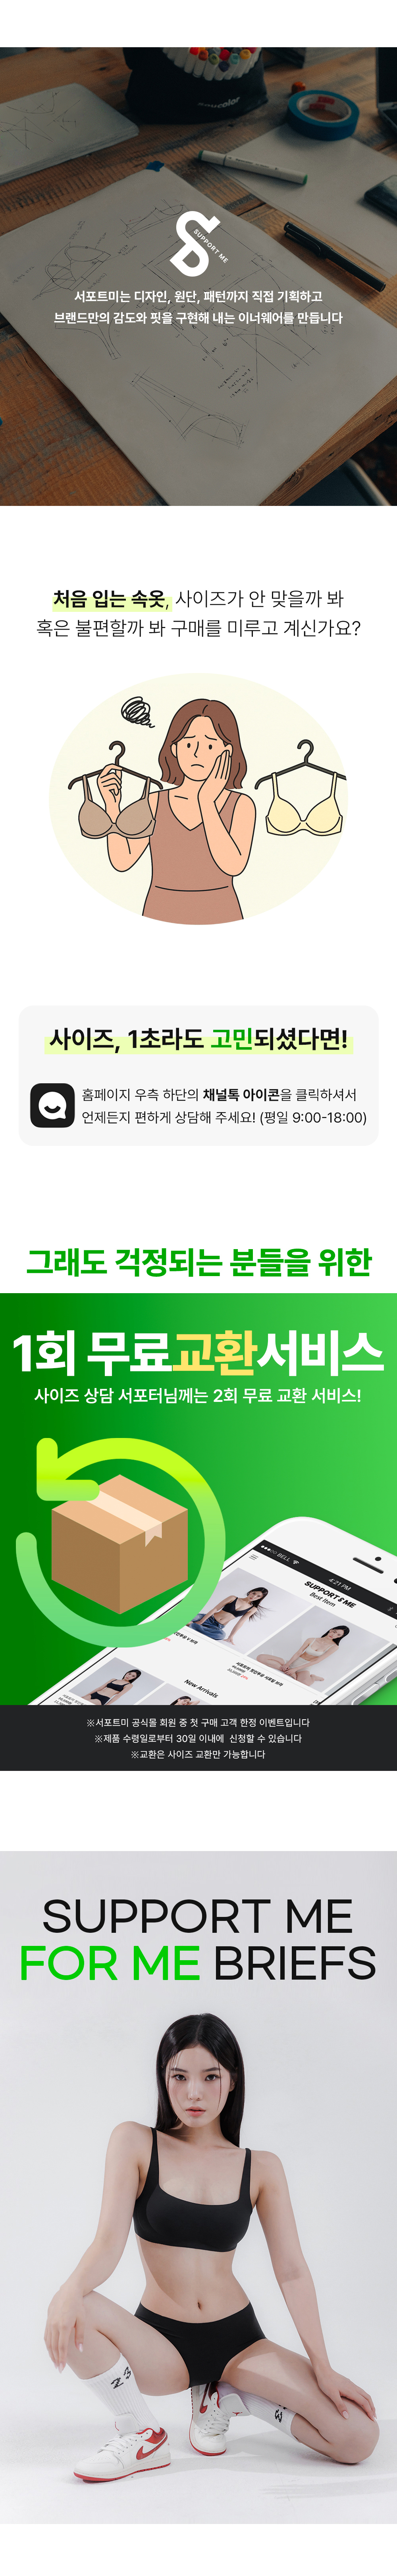 SUPPORT ME
서포트미는 디자인, 원단, 패턴까지 직접 기획하고
브랜드만의 감도와 핏을 구현해 내는 이너웨어를 만듭니다
처음 입는 속옷, 사이즈가 안 맞을까 봐
혹은 불편할까 봐 구매를 미루고 계신가요?
사이즈, 1초라도 고민되셨다면!
홈페이지 우측 하단의 채널톡 아이콘을 클릭하셔서
언제든지 편하게 상담해 주세요! (평일 9:00-18:00)
그래도 걱정되는 분들을 위한
1회 무료교환서비스
사이즈 상담 서포터님께는 2회 무료 교환 서비스!
BELL
4:21 PM
SUPPORT ME
Best Item
New Arrivals
※서포트미 공식몰 회원 중 첫 구매 고객 한정 이벤트입니다
※제품 수령일로부터 30일 이내에 신청할 수 있습니다
※교환은 사이즈 교환만 가능합니다
SUPPORT ME
FOR ME BRIEFS